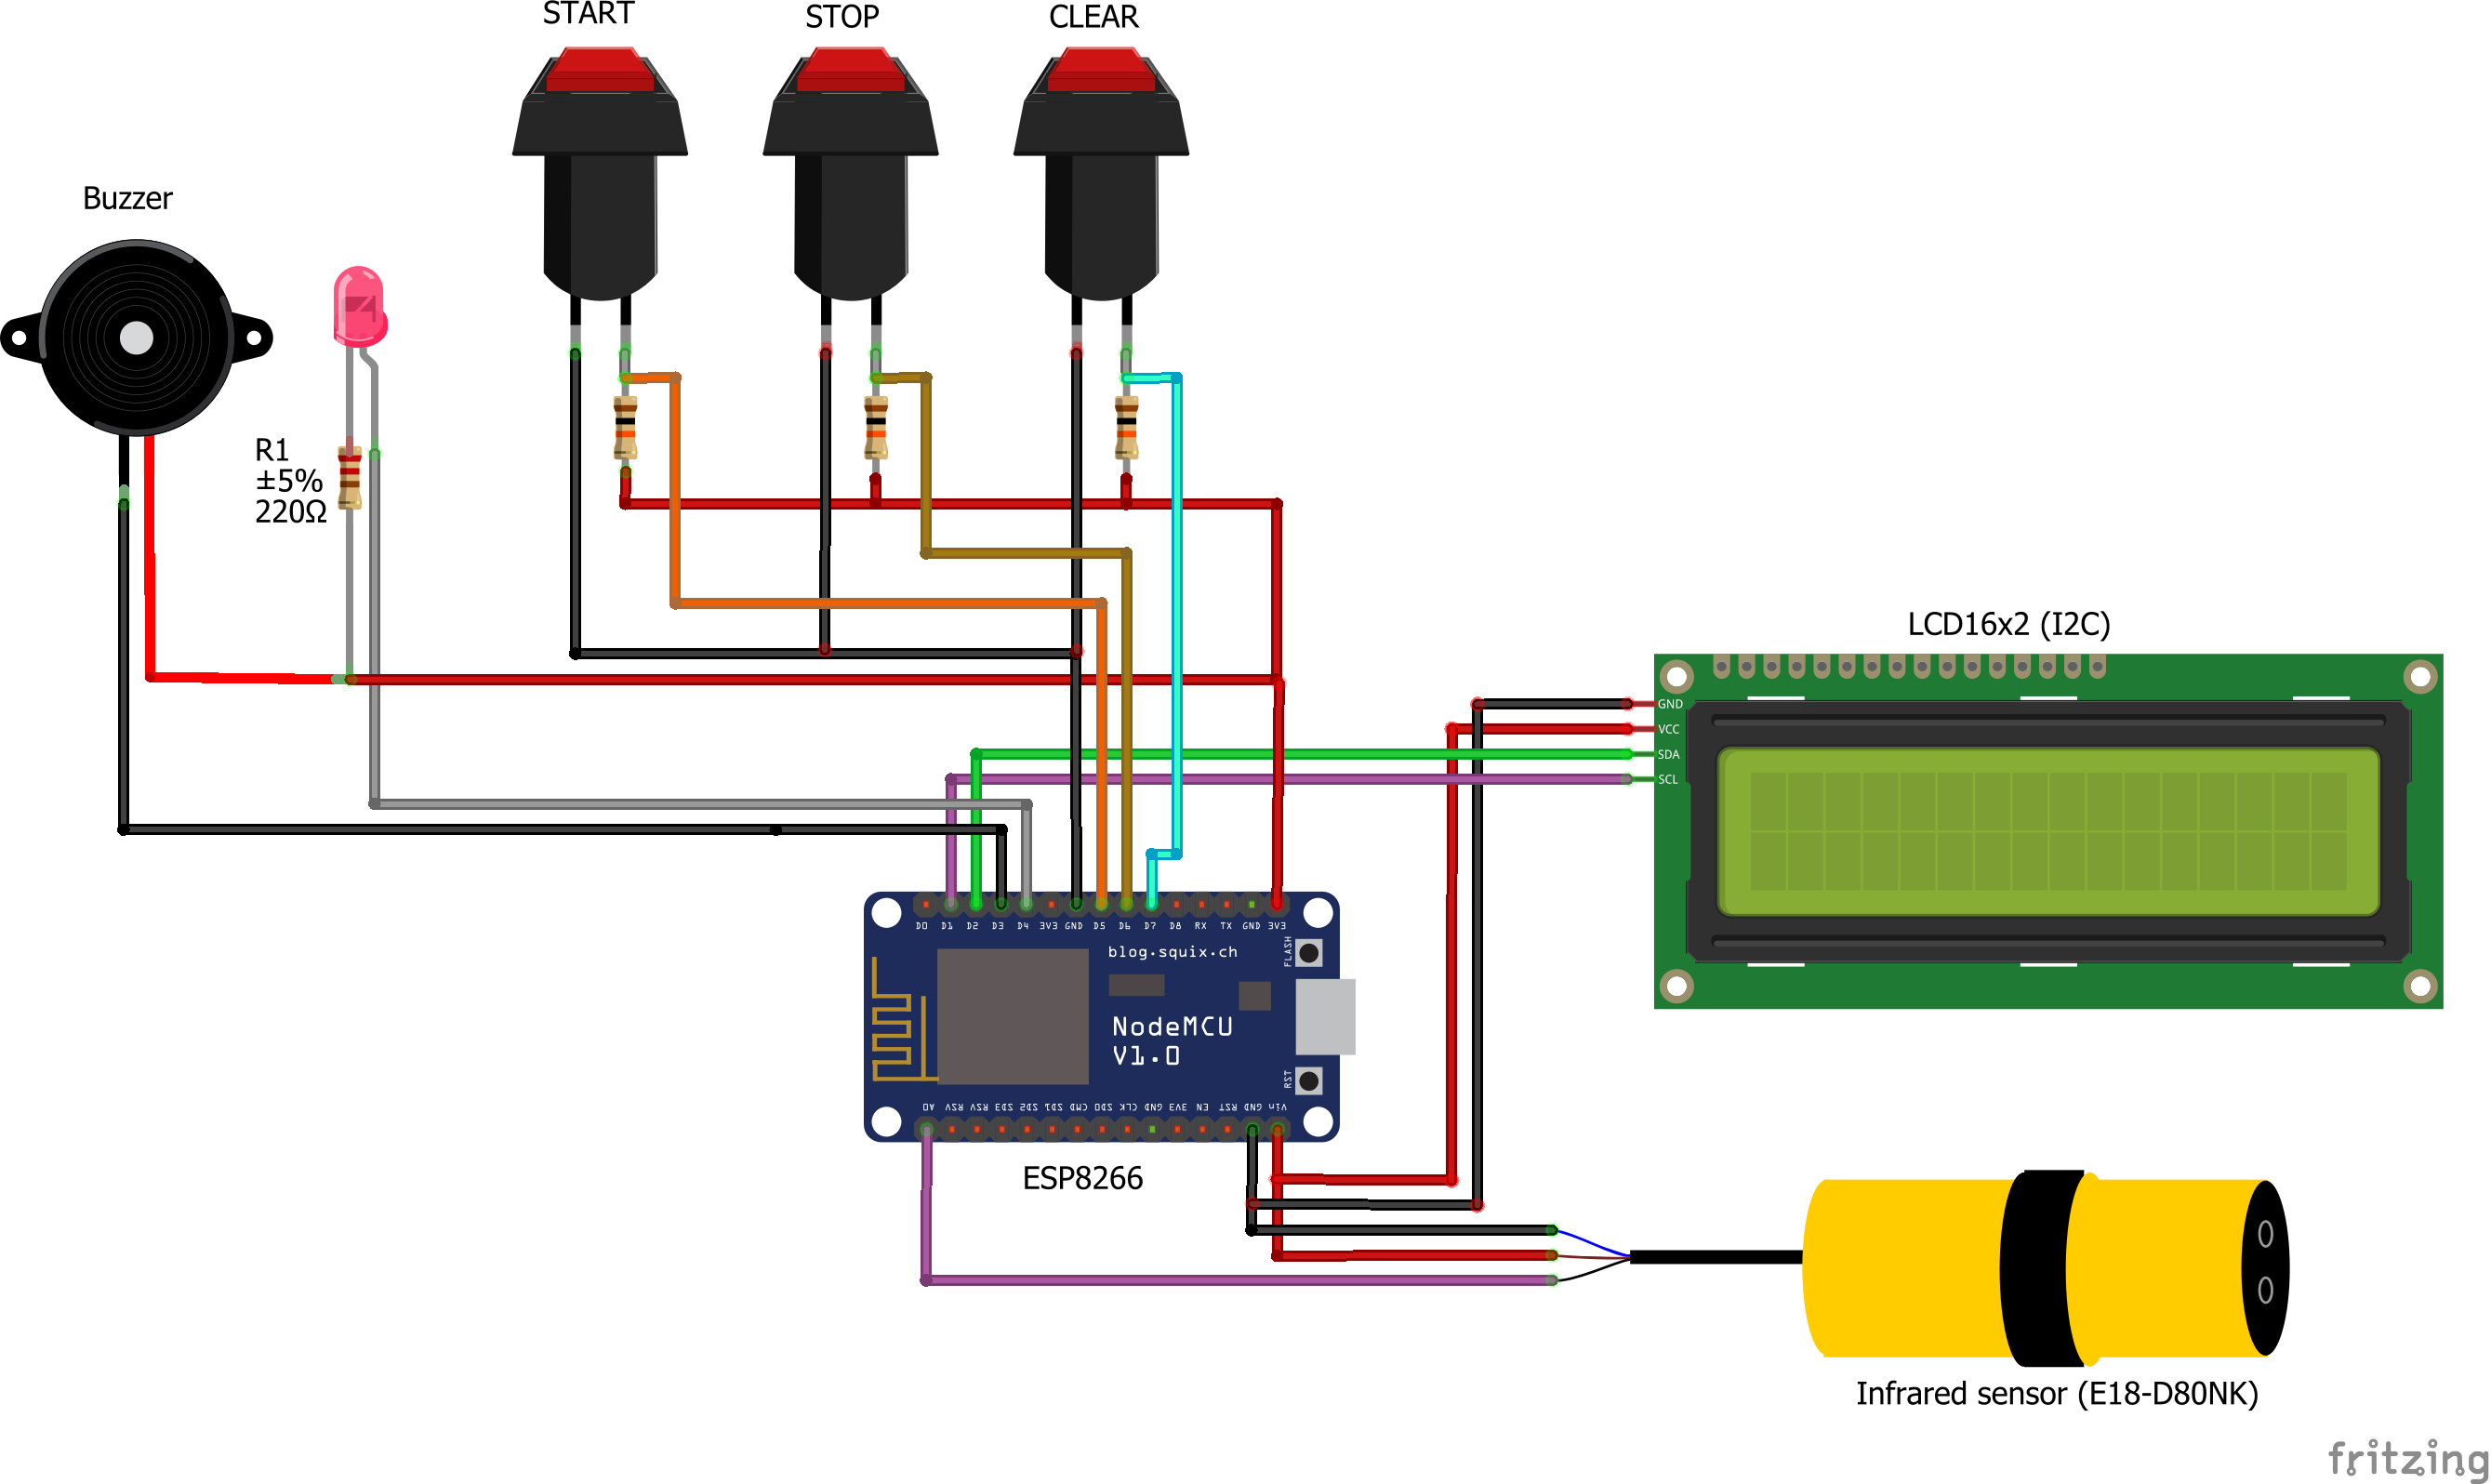 START
STOP
CLEAR
Buzzer
R1
±5%
220Ω
LCD16x2 (I2C)
GND
VCC
SDA
SCL
D0 D1 D2 D3 D4 3V3 GND D5 D6 D7 D8 RX TX GND 3V3
blog.squix.ch
FLASH
NodeMCU
V1.0
RST
A0 RSV RSV SD3 SD2 SD1 CMD SD0 CLK GND 3V3 EN RST GND Vin
ESP8266
Infrared sensor (E18-D80NK)
fritzing